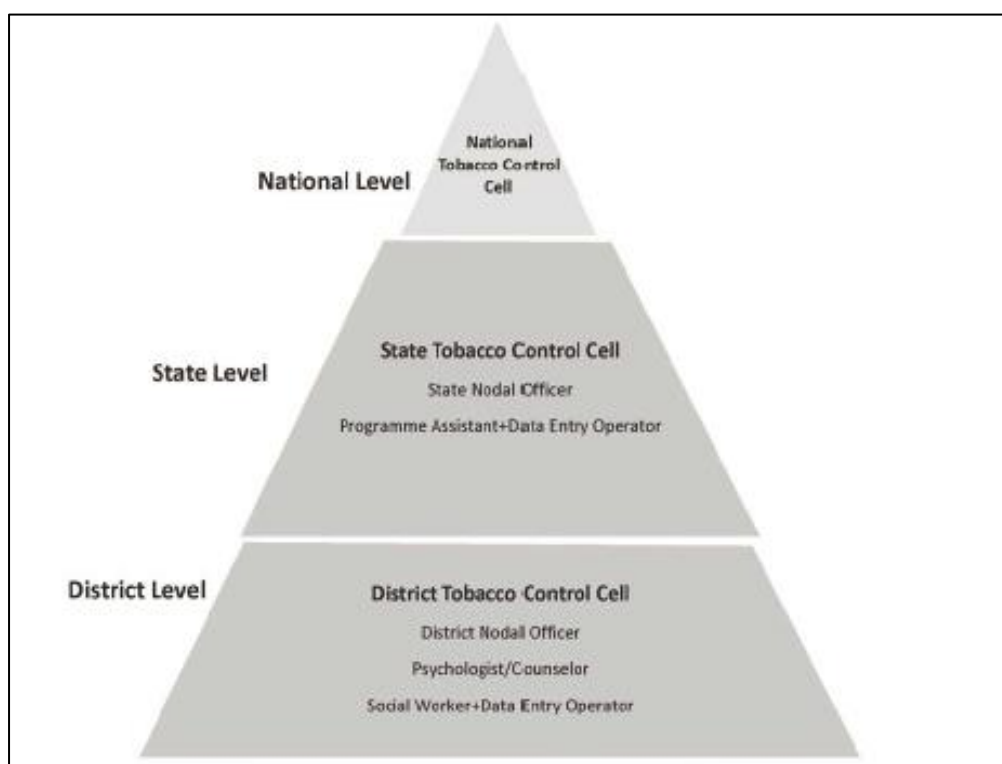 National
Tobacco Control
Cell
National Level
State Tobacco Control Cell
State Level
State Nodal Officer
Programme Assistant+Data Entry Operator
District Level
District Tobacco Control Cell
District Nodall Officer
Psychologist/Counselor
Social Worker+Data Entry Operator